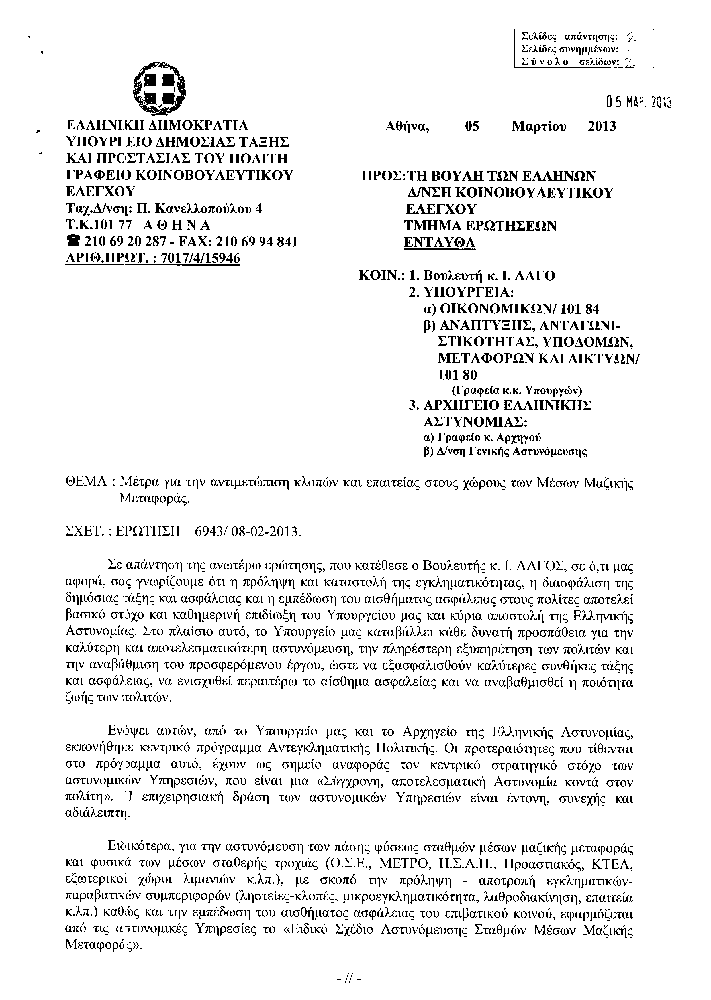 Σελίδες απάντησης: 2
Σελίδες συνημμένων: -
Σύνολο σελίδων: 2
05 ΜΑΡ. 2013
ΕΛΛΗΝΙΚΗ ΔΗΜΟΚΡΑΤΙΑ
ΥΠΟΥΡΓΕΙΟ ΔΗΜΟΣΙΑΣ ΤΑΞΗΣ
ΚΑΙ ΠΡΟΣΤΑΣΙΑΣ ΤΟΥ ΠΟΛΙΤΗ
ΓΡΑΦΕΙΟ ΚΟΙΝΟΒΟΥΛΕΥΤΙΚΟΥ
ΕΛΕΓΧΟΥ
Ταχ.Δ/νση: Π. Κανελλοπούλου 4
Τ.Κ.101 77 Α Θ Η Ν Α
☎ 210 69 20 287 - FAX: 210 69 94 841
ΑΡΙΘ.ΠΡΩΤ. : 7017/4/15946
Αθήνα, 05 Μαρτίου 2013
ΠΡΟΣ:ΤΗ ΒΟΥΛΗ ΤΩΝ ΕΛΛΗΝΩΝ
Δ/ΝΣΗ ΚΟΙΝΟΒΟΥΛΕΥΤΙΚΟΥ
ΕΛΕΓΧΟΥ
ΤΜΗΜΑ ΕΡΩΤΗΣΕΩΝ
ΕΝΤΑΥΘΑ
ΚΟΙΝ.: 1. Βουλευτή κ. Ι. ΛΑΓΟ
2. ΥΠΟΥΡΓΕΙΑ:
α) ΟΙΚΟΝΟΜΙΚΩΝ/ 101 84
β) ΑΝΑΠΤΥΞΗΣ, ΑΝΤΑΓΩΝΙ-
ΣΤΙΚΟΤΗΤΑΣ, ΥΠΟΔΟΜΩΝ,
ΜΕΤΑΦΟΡΩΝ ΚΑΙ ΔΙΚΤΥΩΝ/
101 80
(Γραφεία κ.κ. Υπουργών)
3. ΑΡΧΗΓΕΙΟ ΕΛΛΗΝΙΚΗΣ
ΑΣΤΥΝΟΜΙΑΣ:
α) Γραφείο κ. Αρχηγού
β) Δ/νση Γενικής Αστυνόμευσης
ΘΕΜΑ : Μέτρα για την αντιμετώπιση κλοπών και επαιτείας στους χώρους των Μέσων Μαζικής
Μεταφοράς.
ΣΧΕΤ. : ΕΡΩΤΗΣΗ 6943/ 08-02-2013.
Σε απάντηση της ανωτέρω ερώτησης, που κατέθεσε ο Βουλευτής κ. Ι. ΛΑΓΟΣ, σε ό,τι μας
αφορά, σας γνωρίζουμε ότι η πρόληψη και καταστολή της εγκληματικότητας, η διασφάλιση της
δημόσιας τάξης και ασφάλειας και η εμπέδωση του αισθήματος ασφάλειας στους πολίτες αποτελεί
βασικό στόχο και καθημερινή επιδίωξη του Υπουργείου μας και κύρια αποστολή της Ελληνικής
Αστυνομίας. Στο πλαίσιο αυτό, το Υπουργείο μας καταβάλλει κάθε δυνατή προσπάθεια για την
καλύτερη και αποτελεσματικότερη αστυνόμευση, την πληρέστερη εξυπηρέτηση των πολιτών και
την αναβάθμιση του προσφερόμενου έργου, ώστε να εξασφαλισθούν καλύτερες συνθήκες τάξης
και ασφάλειας, να ενισχυθεί περαιτέρω το αίσθημα ασφαλείας και να αναβαθμισθεί η ποιότητα
ζωής των πολιτών.
Ενόψει αυτών, από το Υπουργείο μας και το Αρχηγείο της Ελληνικής Αστυνομίας,
εκπονήθηκε κεντρικό πρόγραμμα Αντεγκληματικής Πολιτικής. Οι προτεραιότητες που τίθενται
στο πρόγραμμα αυτό, έχουν ως σημείο αναφοράς τον κεντρικό στρατηγικό στόχο των
αστυνομικών Υπηρεσιών, που είναι μια «Σύγχρονη, αποτελεσματική Αστυνομία κοντά στον
πολίτη». Η επιχειρησιακή δράση των αστυνομικών Υπηρεσιών είναι έντονη, συνεχής και
αδιάλειπτη.
Ειδικότερα, για την αστυνόμευση των πάσης φύσεως σταθμών μέσων μαζικής μεταφοράς
και φυσικά των μέσων σταθερής τροχιάς (Ο.Σ.Ε., ΜΕΤΡΟ, Η.Σ.Α.Π., Προαστιακός, ΚΤΕΛ,
εξωτερικοί χώροι λιμανιών κ.λπ.), με σκοπό την πρόληψη - αποτροπή εγκληματικών-
παραβατικών συμπεριφορών (ληστείες-κλοπές, μικροεγκληματικότητα, λαθροδιακίνηση, επαιτεία
κ.λπ.) καθώς και την εμπέδωση του αισθήματος ασφάλειας του επιβατικού κοινού, εφαρμόζεται
από τις αστυνομικές Υπηρεσίες το «Ειδικό Σχέδιο Αστυνόμευσης Σταθμών Μέσων Μαζικής
Μεταφοράς».
- // -